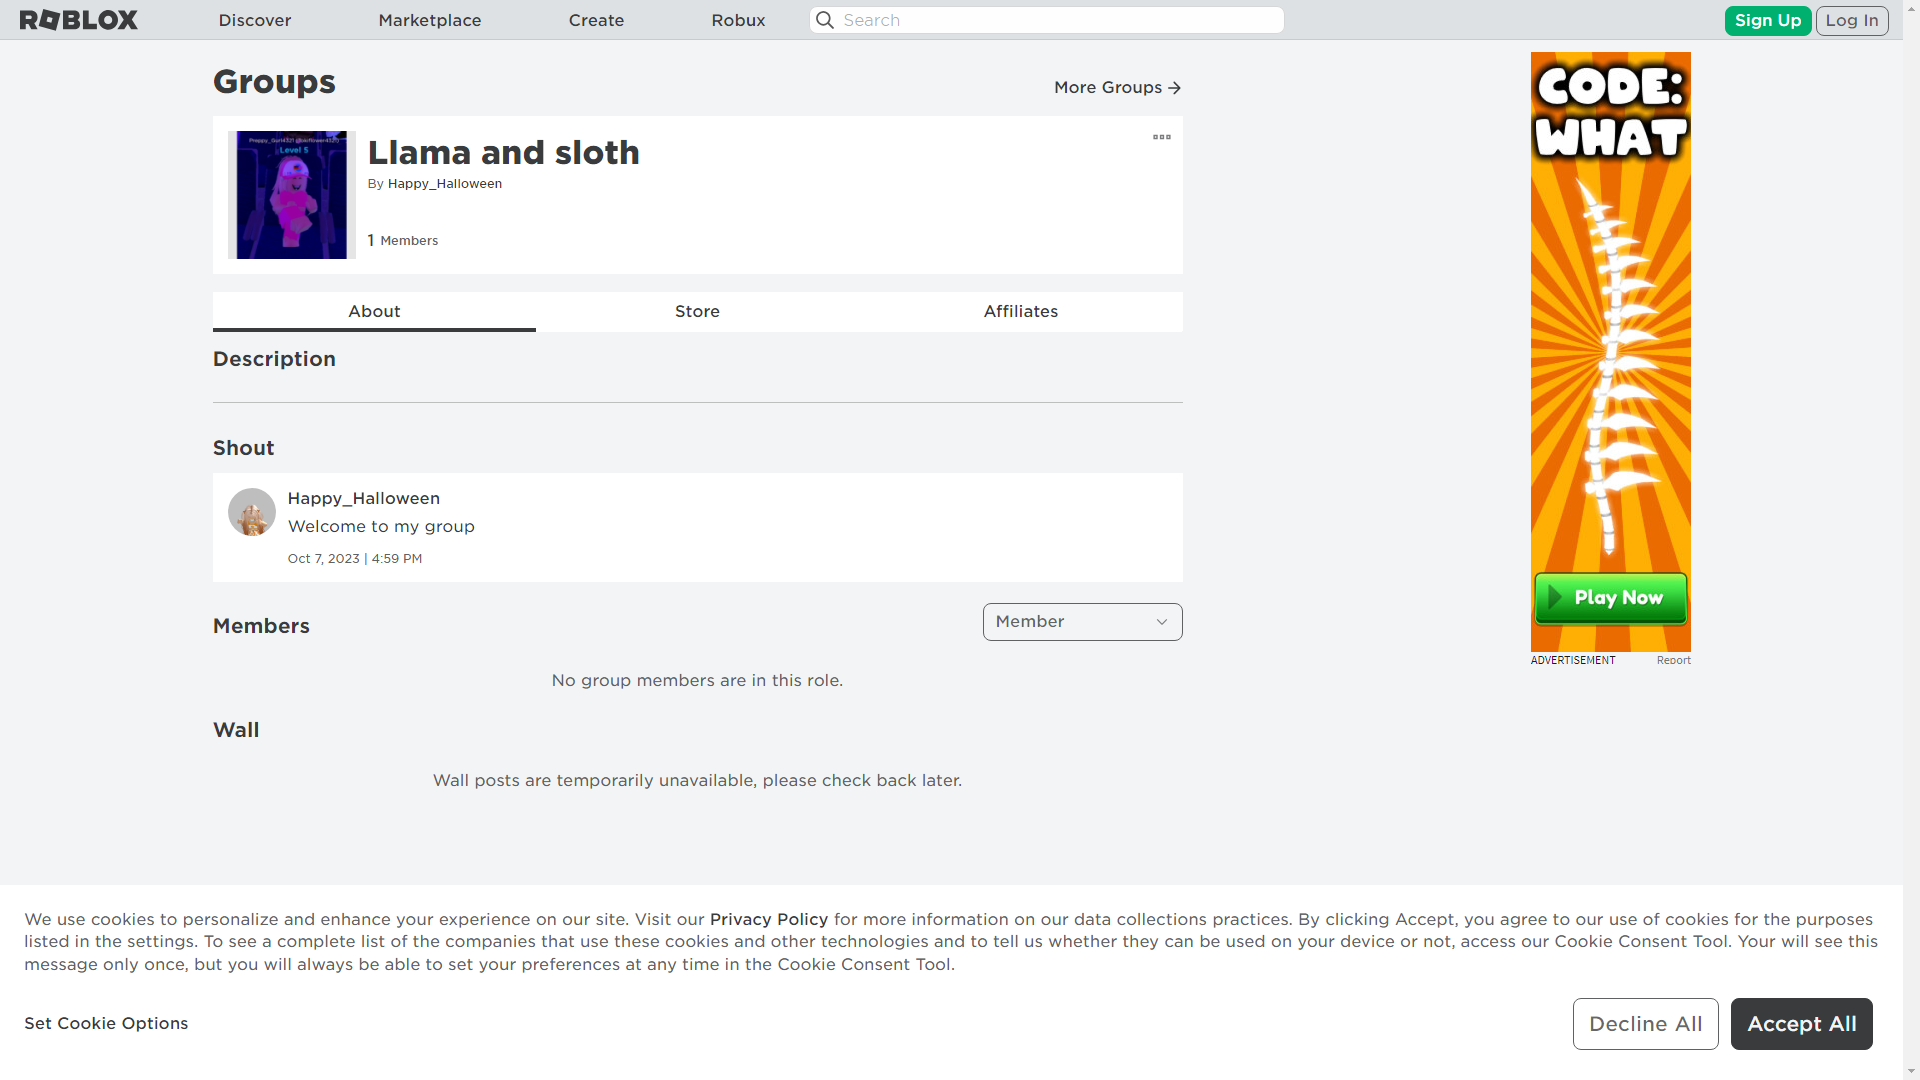 ROBLOX
Discover
Marketplace
Create
Robux
Search
Sign Up
Log In
Groups
More Groups
Level 5
Llama and sloth
By Happy_Halloween
1 Members
About
Store
Affiliates
Description
Shout
Happy_Halloween
Welcome to my group
Oct 7, 2023 | 4:59 PM
Members
Member
No group members are in this role.
Wall
Wall posts are temporarily unavailable, please check back later.
CODE:
WHAT
Play Now
ADVERTISEMENT
Report
We use cookies to personalize and enhance your experience on our site. Visit our Privacy Policy for more information on our data collections practices. By clicking Accept, you agree to our use of cookies for the purposes
listed in the settings. To see a complete list of the companies that use these cookies and other technologies and to tell us whether they can be used on your device or not, access our Cookie Consent Tool. Your will see this
message only once, but you will always be able to set your preferences at any time in the Cookie Consent Tool.
Set Cookie Options
Decline All
Accept All